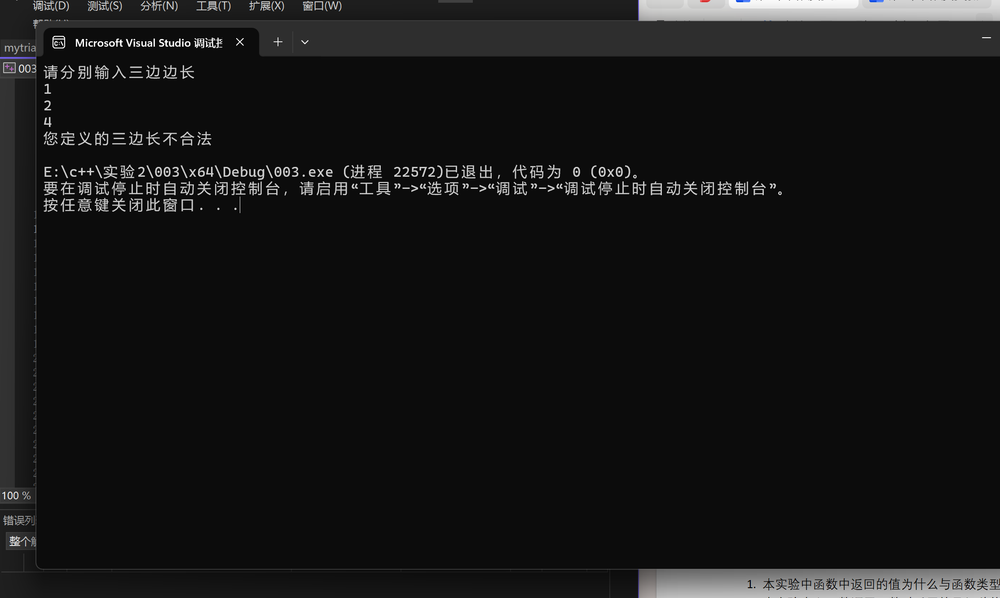 调试(D) 测试(S) 分析(N) 工具(T) 扩展(X) 窗口(W)
Microsoft Visual Studio 调试
mytria
003
请分别输入三边边长
1
2
4
您定义的三边长不合法
E:\c++\实验2\003\x64\Debug\003.exe (进程 22572)已退出，代码为 0 (0x0)。
要在调试停止时自动关闭控制台，请启用“工具”->“选项”->“调试”->“调试停止时自动关闭控制台”。
按任意键关闭此窗口. . .
100 %
错误列
整个
1. 本实验中函数中返回的值为什么与函数类型